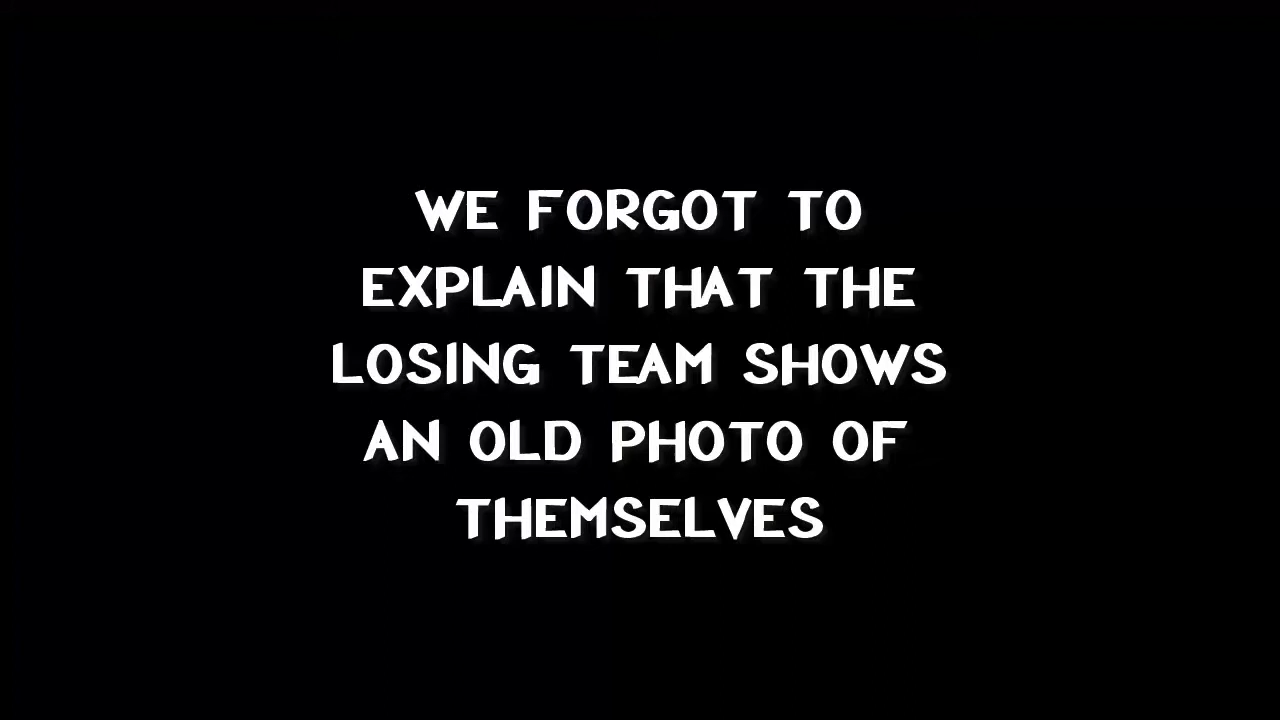 WE FORGOT TO
EXPLAIN THAT THE
LOSING TEAM SHOWS
AN OLD PHOTO OF
THEMSELVES